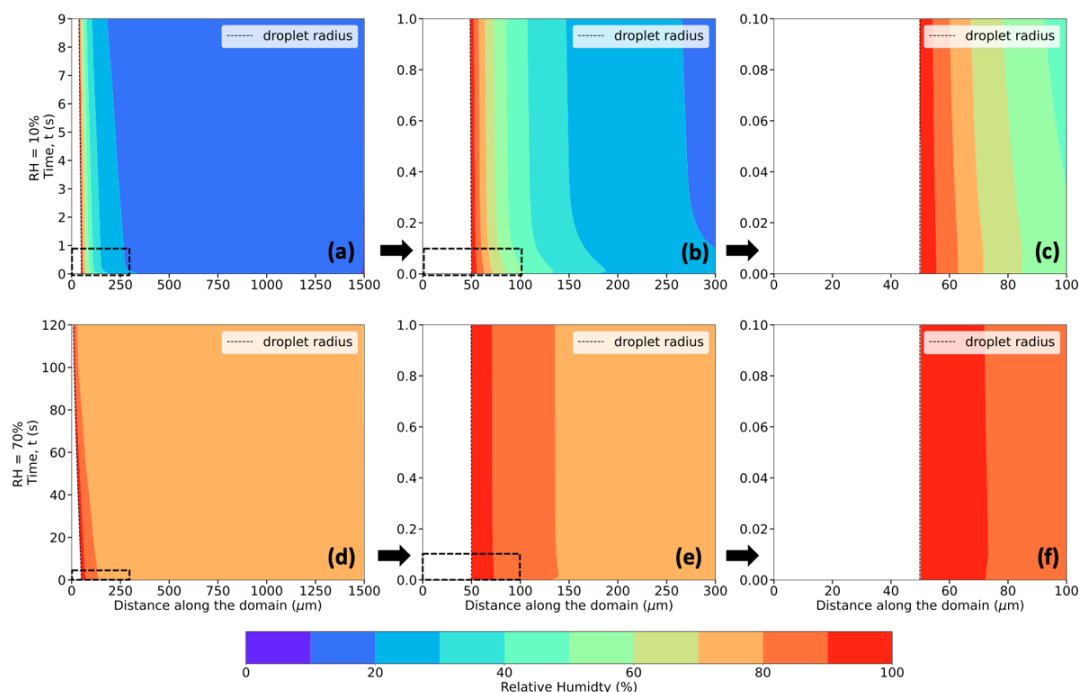 9
8
7
6
5
4
3
2
1
0
RH = 10%
Time, t (s)
droplet radius
(a)
0 250 500 750 1000 1250 1500
1.0
0.8
0.6
0.4
0.2
0.0
droplet radius
(b)
0 50 100 150 200 250 300
0.10
0.08
0.06
0.04
0.02
0.00
droplet radius
(c)
0 20 40 60 80 100
120
100
80
60
40
20
0
RH = 70%
Time, t (s)
droplet radius
(d)
0 250 500 750 1000 1250 1500
Distance along the domain (μm)
1.0
0.8
0.6
0.4
0.2
0.0
droplet radius
(e)
0 50 100 150 200 250 300
Distance along the domain (μm)
0.10
0.08
0.06
0.04
0.02
0.00
droplet radius
(f)
0 20 40 60 80 100
Distance along the domain (μm)
0 20 40 60 80 100
Relative Humidty (%)